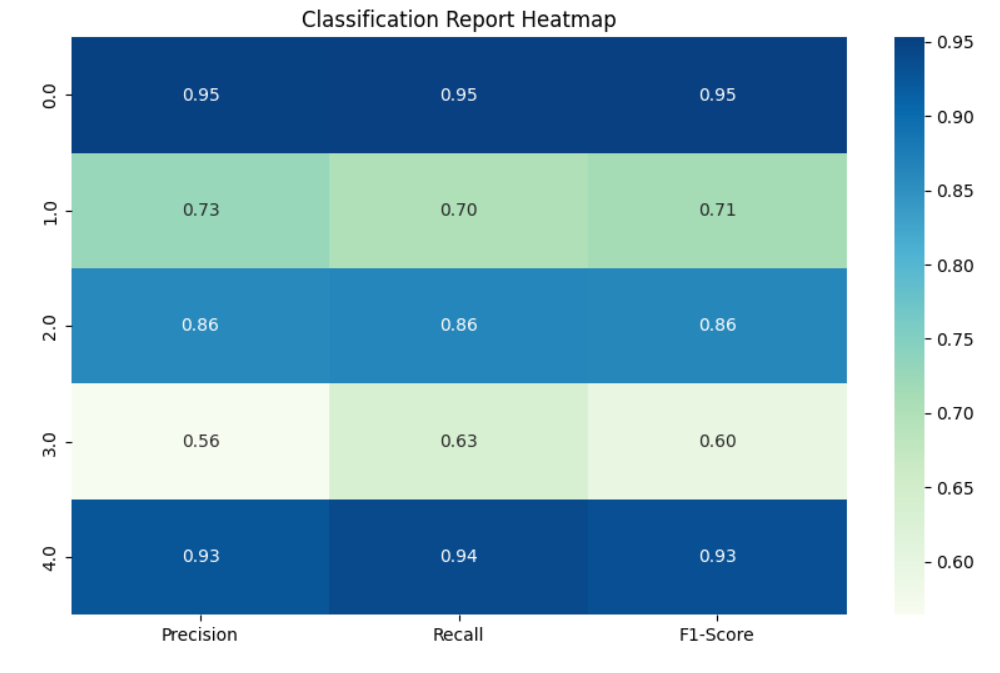 Classification Report Heatmap
0.0 0.95 0.95 0.95
1.0 0.73 0.70 0.71
2.0 0.86 0.86 0.86
3.0 0.56 0.63 0.60
4.0 0.93 0.94 0.93
Precision Recall F1-Score
0.95
0.90
0.85
0.80
0.75
0.70
0.65
0.60